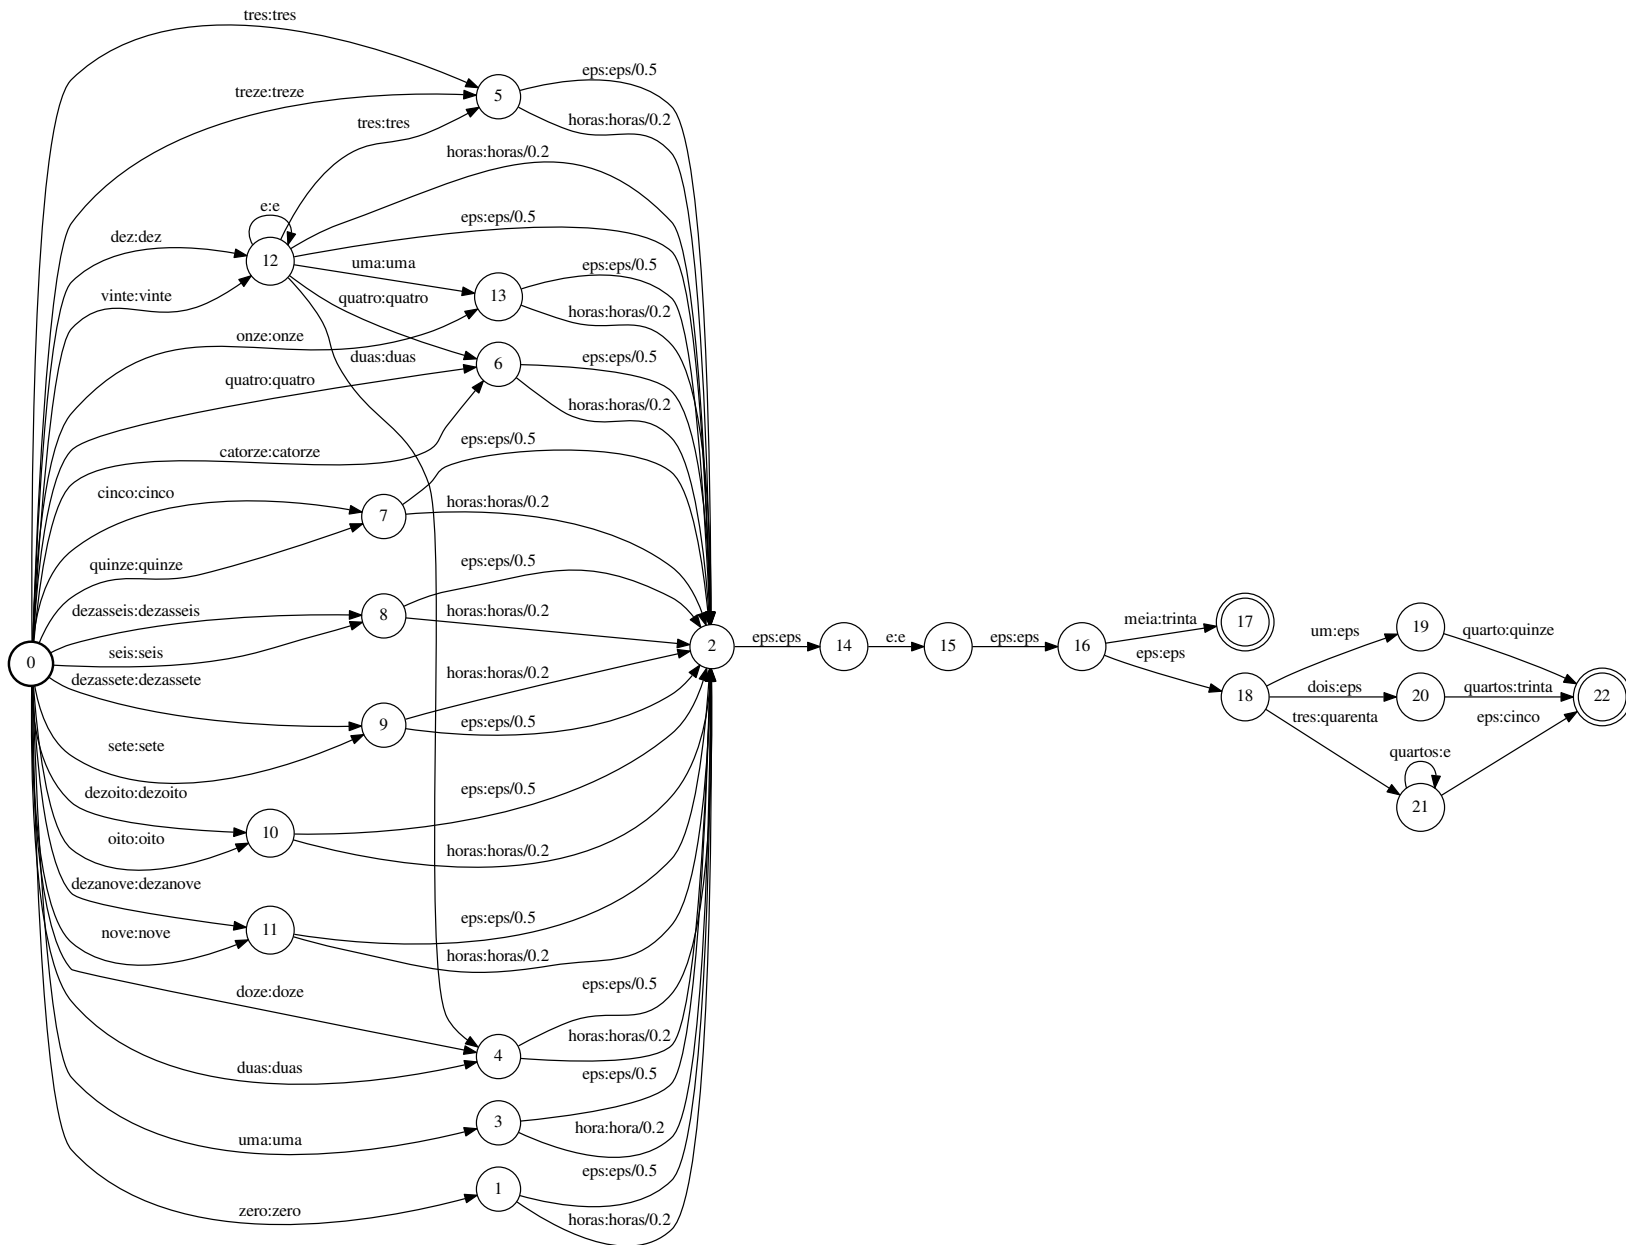 tres:tres
eps:eps/0.5
treze:treze
5
horas:horas/0.2
tres:tres
horas:horas/0.2
e:e
eps:eps/0.5
dez:dez
12
uma:uma
eps:eps/0.5
vinte:vinte
quatro:quatro
13
horas:horas/0.2
onze:onze
duas:duas
eps:eps/0.5
quatro:quatro
6
horas:horas/0.2
catorze:catorze
eps:eps/0.5
cinco:cinco
7
horas:horas/0.2
quinze:quinze
eps:eps/0.5
dezasseis:dezasseis
8
horas:horas/0.2
seis:seis
0
dezassete:dezassete
horas:horas/0.2
9
eps:eps/0.5
sete:sete
dezoito:dezoito
eps:eps/0.5
oito:oito
10
horas:horas/0.2
dezanove:dezanove
eps:eps/0.5
nove:nove
11
horas:horas/0.2
doze:doze
eps:eps/0.5
horas:horas/0.2
4
duas:duas
eps:eps/0.5
3
hora:hora/0.2
uma:uma
eps:eps/0.5
1
zero:zero
horas:horas/0.2
2
eps:eps
14
e:e
15
eps:eps
16
meia:trinta
17
eps:eps
18
um:eps
19
quarto:quinze
dois:eps
20
quartos:trinta
22
tres:quarenta
quartos:e
21
eps:cinco